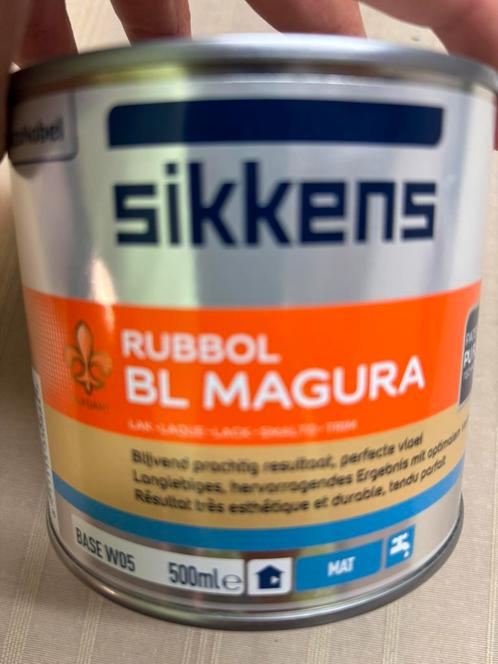 sikkens
RUBBOL
BL MAGURA
LAK-LAQUE-LACK-SMALTO-TRIM
Blijvend prachtig resultaat, perfecte vloei
Langlebiges, hervorragendes Ergebnis mit optimalem
Résultat très esthétique et durable, tendu parfait
BASE W05
500ml e
MAT